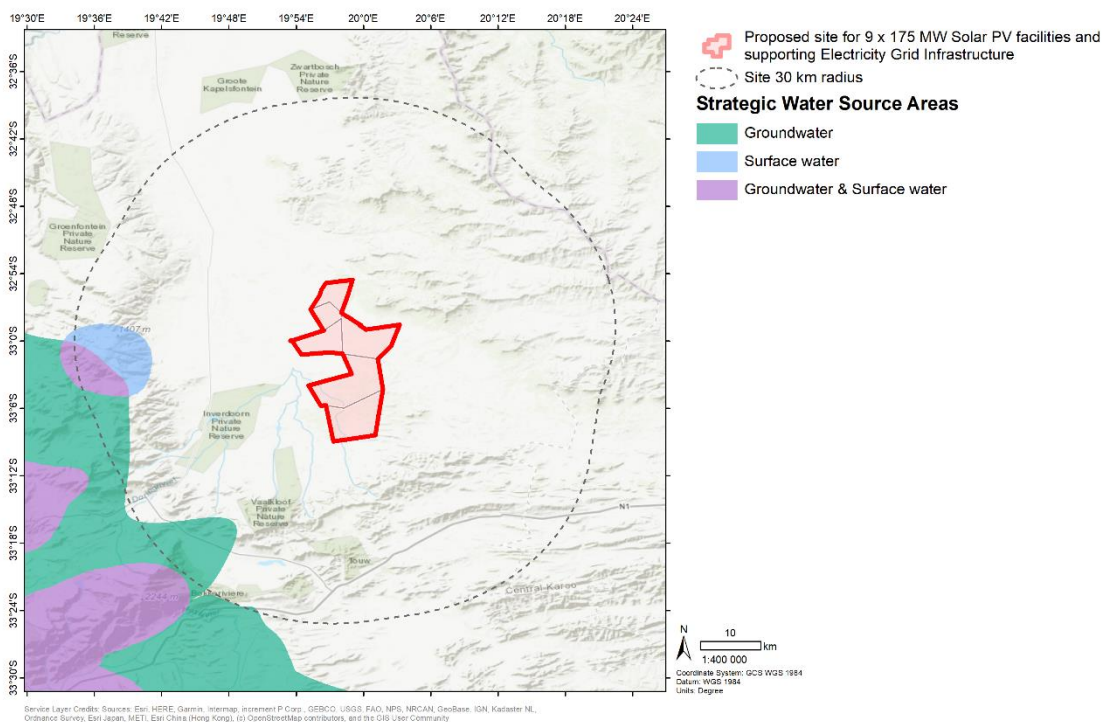 19°30'E 19°36'E 19°42'E 19°48'E 19°54'E 20°0'E 20°6'E 20°12'E 20°18'E 20°24'E
32°38'S
32°42'S
32°48'S
32°54'S
33°0'S
33°6'S
33°12'S
33°18'S
33°24'S
33°30'S
Reserve
Groote
Kapelsfontein
Zwartbosch
Private
Nature
Reserve
Groenfontein
Private
Nature
Reserve
1407 m
Inverdoorn
Private
Nature
Reserve
Vaalkloof
Private
Nature
Reserve
N1
Touw
Central Karoo
2244 m
Proposed site for 9 x 175 MW Solar PV facilities and
supporting Electricity Grid Infrastructure
Site 30 km radius
Strategic Water Source Areas
Groundwater
Surface water
Groundwater & Surface water
N
10
km
1:400 000
Coordinate System: GCS WGS 1984
Datum: WGS 1984
Units: Degree
Service Layer Credits: Sources: Esri, HERE, Garmin, Intermap, increment P Corp., GEBCO, USGS, FAO, NPS, NRCAN, GeoBase, IGN, Kadaster NL,
Ordnance Survey, Esri Japan, METI, Esri China (Hong Kong), (c) OpenStreetMap contributors, and the GIS User Community